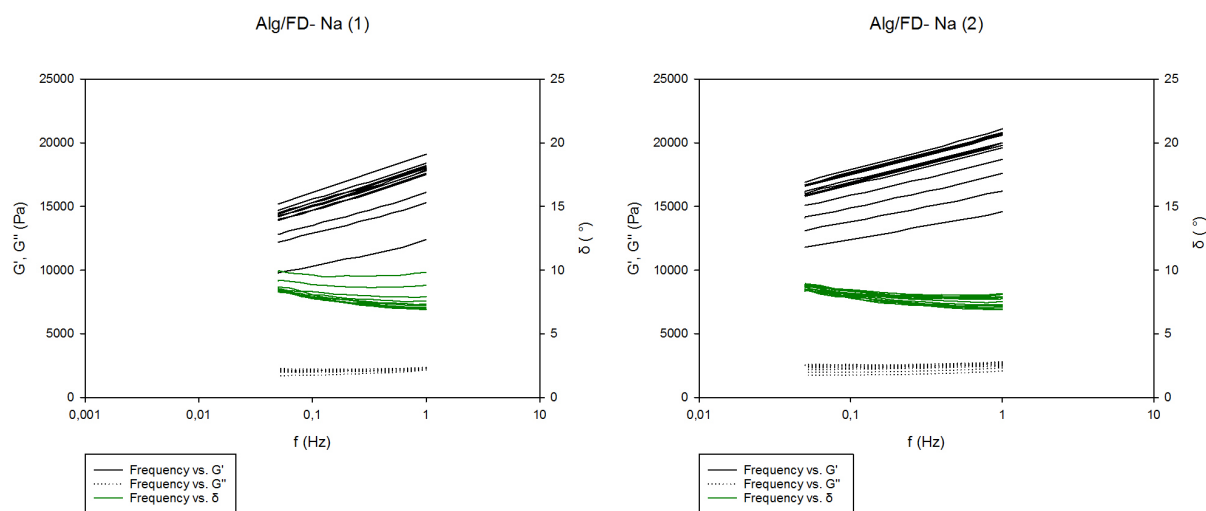 Alg/FD- Na (1)
25000
20000
15000
10000
5000
0
G', G'' (Pa)
25
20
15
10
5
0
δ ( °)
0,001
0,01
0,1
1
10
f (Hz)
Frequency vs. G'
Frequency vs. G''
Frequency vs. δ
Alg/FD- Na (2)
25000
20000
15000
10000
5000
0
G', G'' (Pa)
25
20
15
10
5
0
δ ( °)
0,01
0,1
1
10
f (Hz)
Frequency vs. G'
Frequency vs. G''
Frequency vs. δ